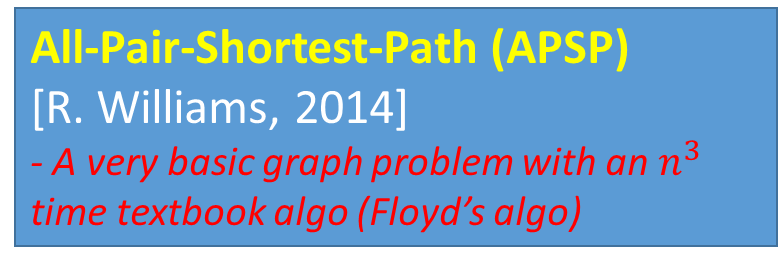 All-Pair-Shortest-Path (APSP)
[R. Williams, 2014]
- A very basic graph problem with an n³
time textbook algo (Floyd's algo)